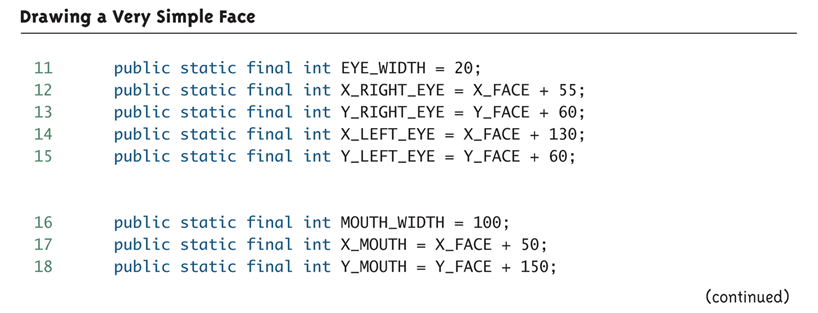 Drawing a Very Simple Face
11 public static final int EYE_WIDTH = 20;
12 public static final int X_RIGHT_EYE = X_FACE + 55;
13 public static final int Y_RIGHT_EYE = Y_FACE + 60;
14 public static final int X_LEFT_EYE = X_FACE + 130;
15 public static final int Y_LEFT_EYE = Y_FACE + 60;
16 public static final int MOUTH_WIDTH = 100;
17 public static final int X_MOUTH = X_FACE + 50;
18 public static final int Y_MOUTH = Y_FACE + 150;
(continued)